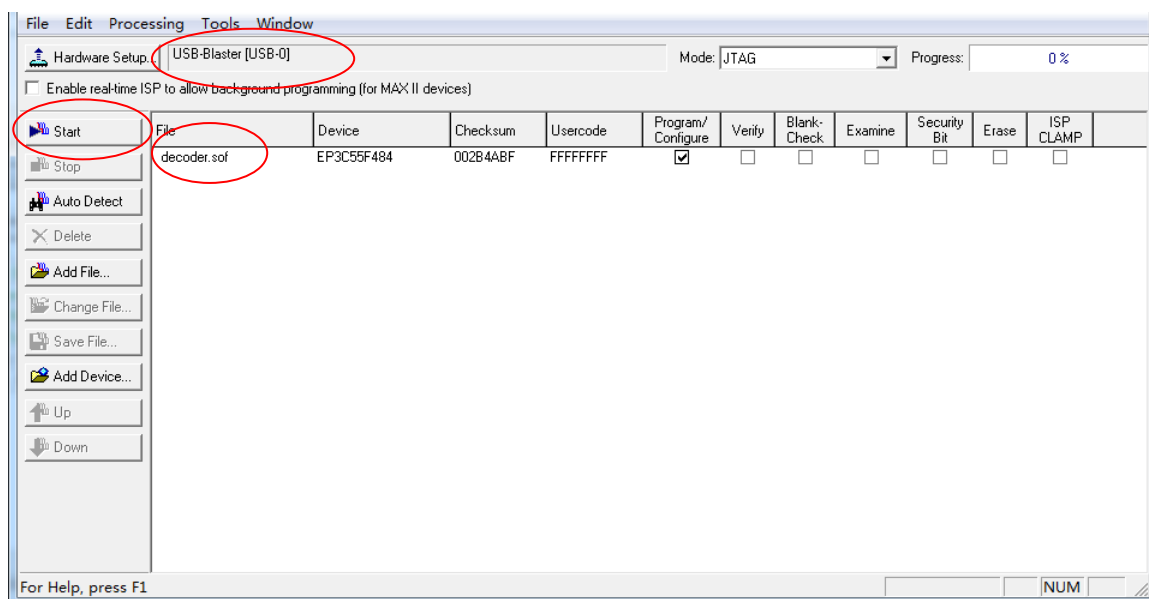 File Edit Processing Tools Window
Hardware Setup... USB-Blaster [USB-0] Mode: JTAG Progress: 0 %
Enable real-time ISP to allow background programming (for MAX II devices)
Start
Stop
Auto Detect
Delete
Add File...
Change File...
Save File...
Add Device...
Up
Down
File Device Checksum Usercode Program/ Configure Verify Blank- Check Examine Security Bit Erase ISP CLAMP
decoder.sof EP3C55F484 002B4ABF FFFFFFFF
For Help, press F1 NUM